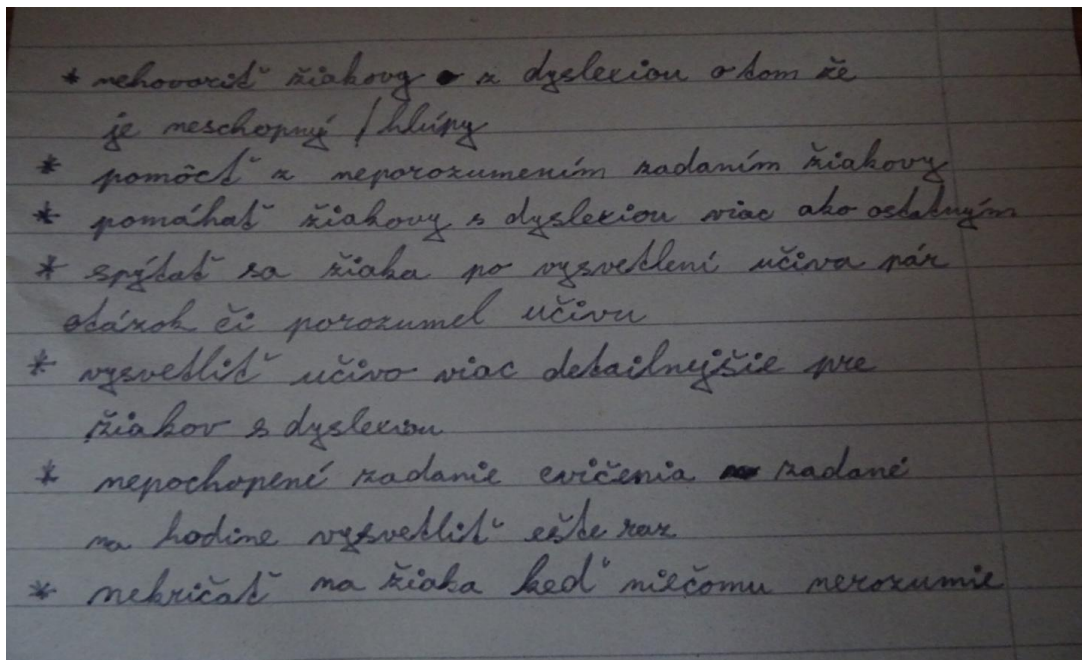 * nehovoriť žiakovy z dyslexiou o tom že
je neschopný / hlúpy
* pomôcť z neporozumením zadaním žiakovy
* pomáhať žiakovy s dyslexiou viac ako ostatným
* spýtať sa žiaka po vysvetlení učiva pár
otázok či porozumel učivu
* vysvetliť učivo viac detailnejšie pre
žiakov s dyslexiou
* nepochopené zadanie cvičenia zadané
na hodine vysvetliť ešte raz
* nekričať na žiaka keď niečomu nerozumie